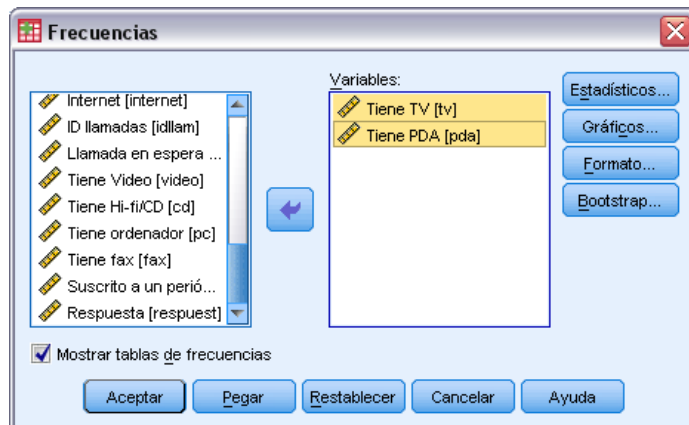 Frecuencias
Internet [internet]
ID llamadas [idllam]
Llamada en espera ...
Tiene Video [video]
Tiene Hi-fi/CD [cd]
Tiene ordenador [pc]
Tiene fax [fax]
Suscrito a un perió...
Respuesta [respuest]
Variables:
Tiene TV [tv]
Tiene PDA [pda]
Estadísticos...
Gráficos...
Formato...
Bootstrap...
Mostrar tablas de frecuencias
Aceptar
Pegar
Restablecer
Cancelar
Ayuda